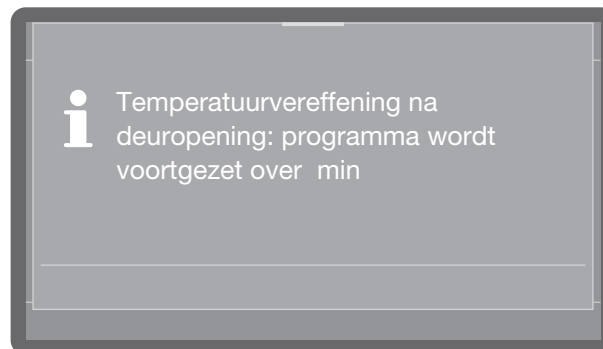 Temperatuurvereffening na
deuropening: programma wordt
voortgezet over  min